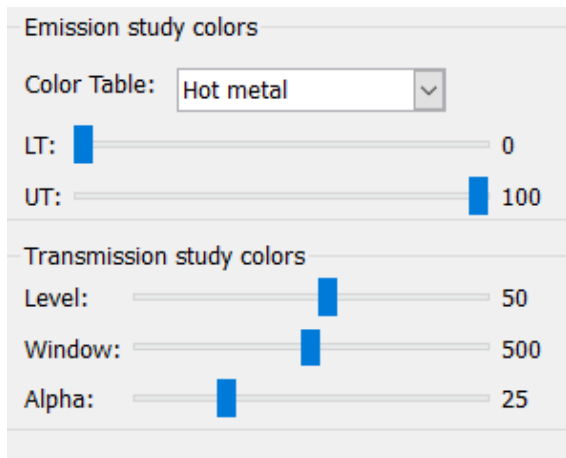 Emission study colors
Color Table: Hot metal
LT: 0
UT: 100
Transmission study colors
Level: 50
Window: 500
Alpha: 25